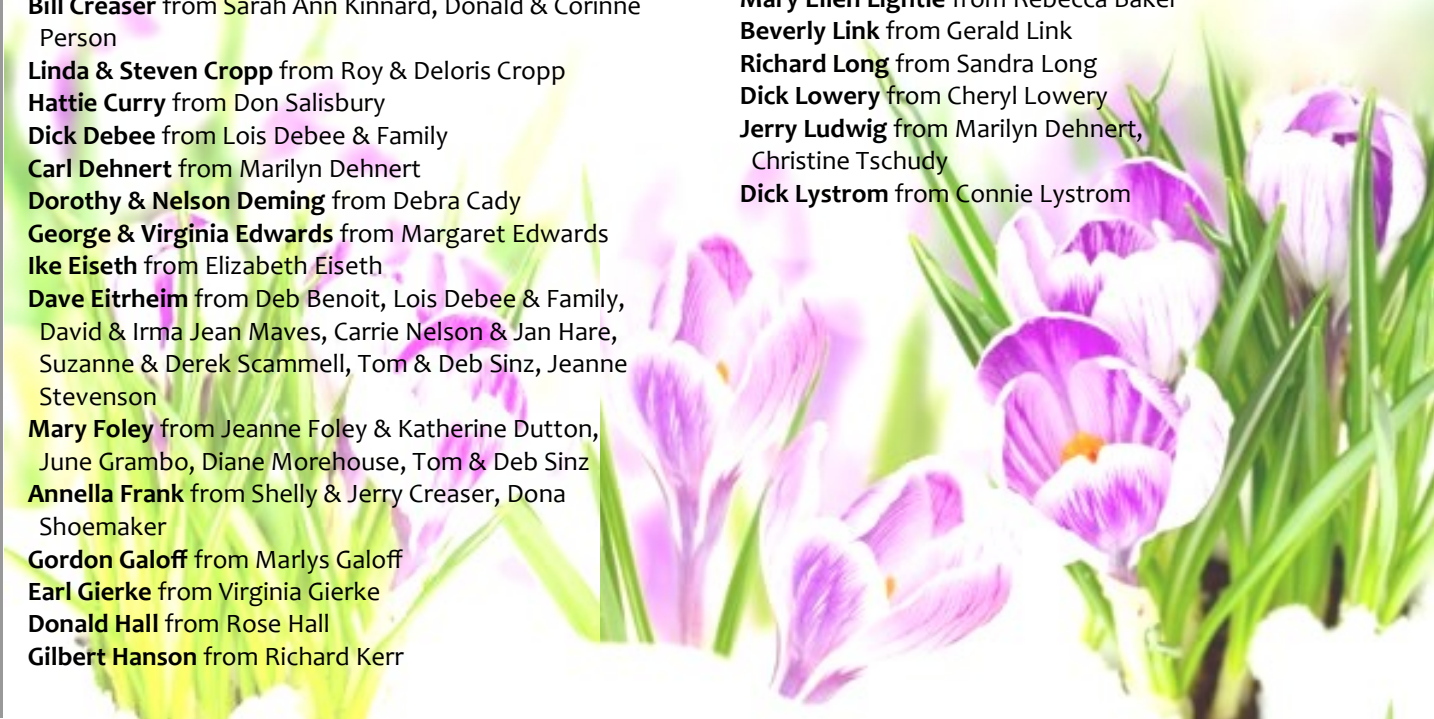 Bill Creaser from Sarah Ann Kinnard, Donald & Corinne
Person
Linda & Steven Cropp from Roy & Deloris Cropp
Hattie Curry from Don Salisbury
Dick Debee from Lois Debee & Family
Carl Dehnert from Marilyn Dehnert
Dorothy & Nelson Deming from Debra Cady
George & Virginia Edwards from Margaret Edwards
Ike Eiseth from Elizabeth Eiseth
Dave Eitrheim from Deb Benoit, Lois Debee & Family,
David & Irma Jean Maves, Carrie Nelson & Jan Hare,
Suzanne & Derek Scammell, Tom & Deb Sinz, Jeanne
Stevenson
Mary Foley from Jeanne Foley & Katherine Dutton,
June Grambo, Diane Morehouse, Tom & Deb Sinz
Annella Frank from Shelly & Jerry Creaser, Dona
Shoemaker
Gordon Galoff from Marlys Galoff
Earl Gierke from Virginia Gierke
Donald Hall from Rose Hall
Gilbert Hanson from Richard Kerr
Mary Ellen Lightle from Rebecca Baker
Beverly Link from Gerald Link
Richard Long from Sandra Long
Dick Lowery from Cheryl Lowery
Jerry Ludwig from Marilyn Dehnert,
Christine Tschudy
Dick Lystrom from Connie Lystrom